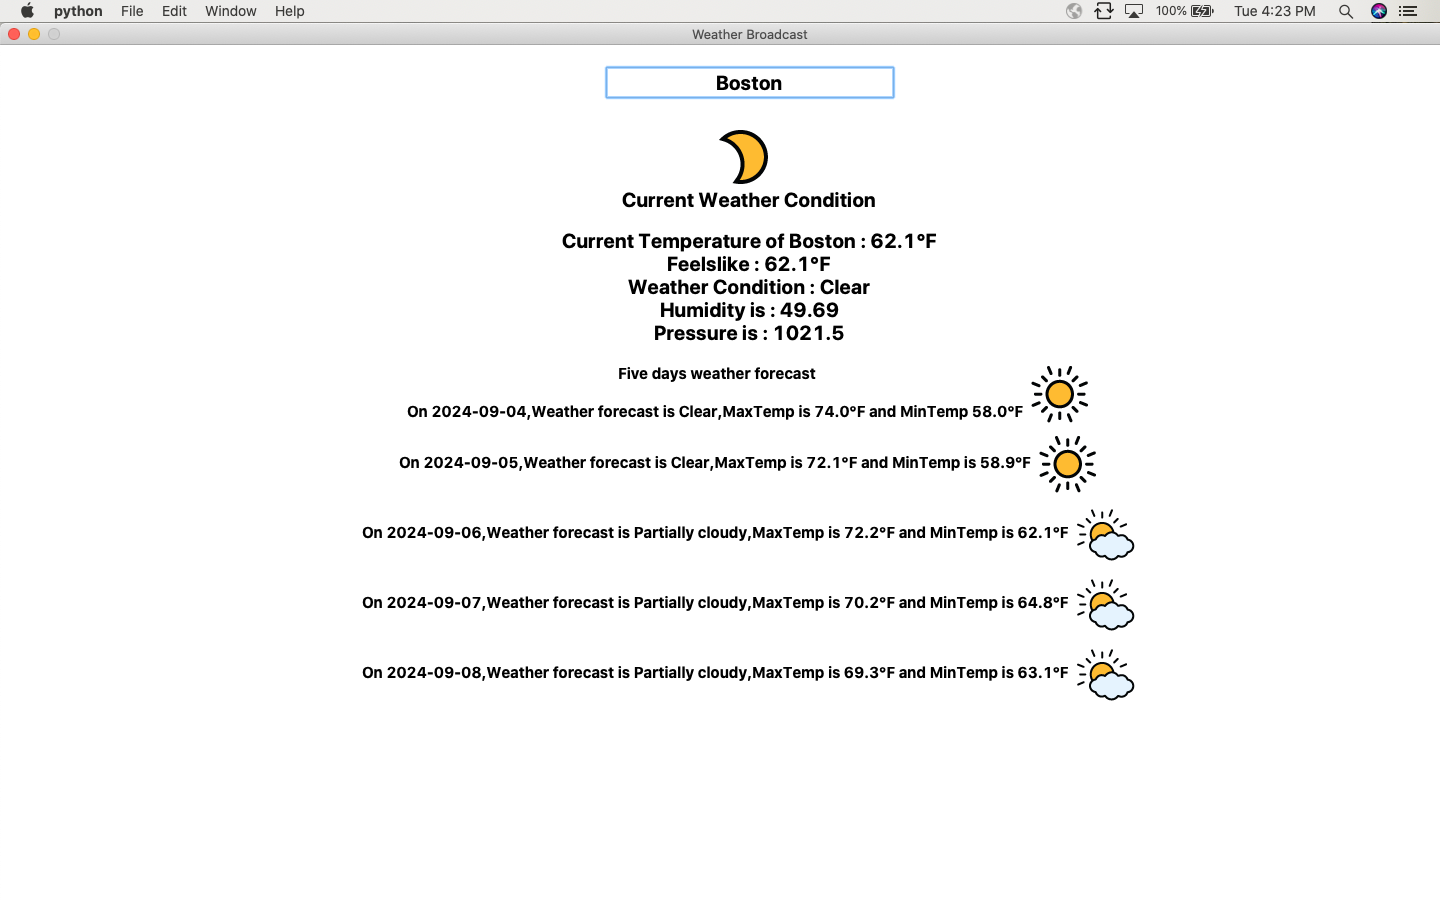 python File Edit Window Help 100% Tue 4:23 PM
Weather Broadcast
Boston
Current Weather Condition
Current Temperature of Boston : 62.1°F
Feelslike : 62.1°F
Weather Condition : Clear
Humidity is : 49.69
Pressure is : 1021.5
Five days weather forecast
On 2024-09-04,Weather forecast is Clear,MaxTemp is 74.0°F and MinTemp 58.0°F
On 2024-09-05,Weather forecast is Clear,MaxTemp is 72.1°F and MinTemp is 58.9°F
On 2024-09-06,Weather forecast is Partially cloudy,MaxTemp is 72.2°F and MinTemp is 62.1°F
On 2024-09-07,Weather forecast is Partially cloudy,MaxTemp is 70.2°F and MinTemp is 64.8°F
On 2024-09-08,Weather forecast is Partially cloudy,MaxTemp is 69.3°F and MinTemp is 63.1°F